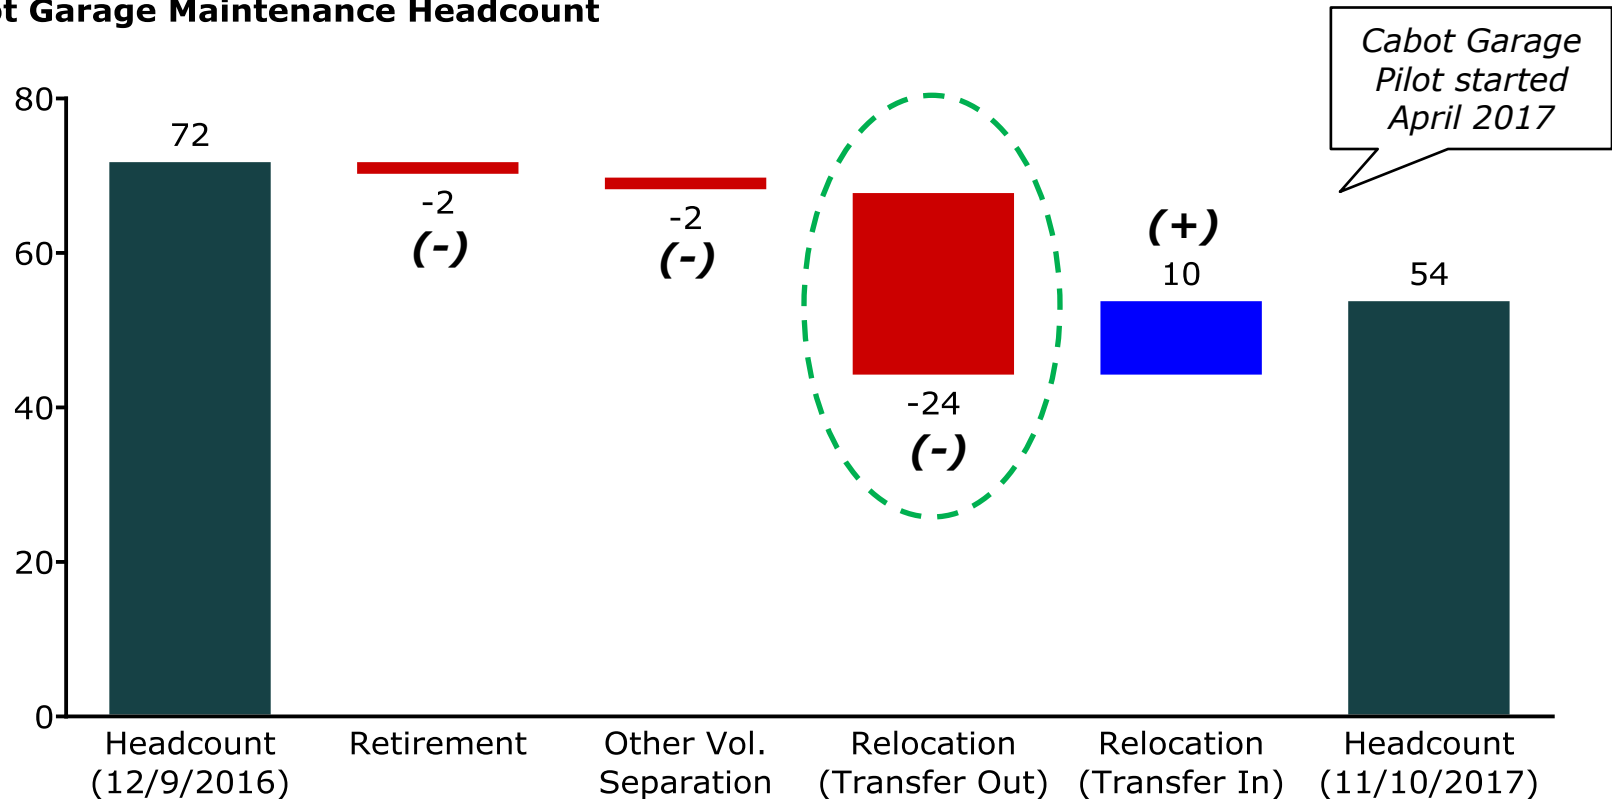 Garage Maintenance Headcount
Cabot Garage
Pilot started
April 2017
80
60
40
20
0
72
-2
(-)
-2
(-)
-24
(-)
(+)
10
54
Headcount
(12/9/2016)
Retirement
Other Vol.
Separation
Relocation
(Transfer Out)
Relocation
(Transfer In)
Headcount
(11/10/2017)